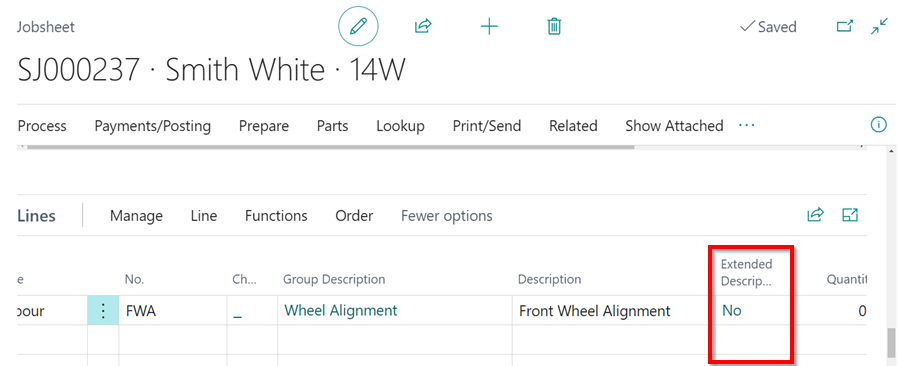 Jobsheet Saved
SJ000237 · Smith White · 14W
Process Payments/Posting Prepare Parts Lookup Print/Send Related Show Attached ...
Lines Manage Line Functions Order Fewer options
e No. Ch... Group Description Description Extended Descrip... Quantit
bour FWA _ Wheel Alignment Front Wheel Alignment No 0